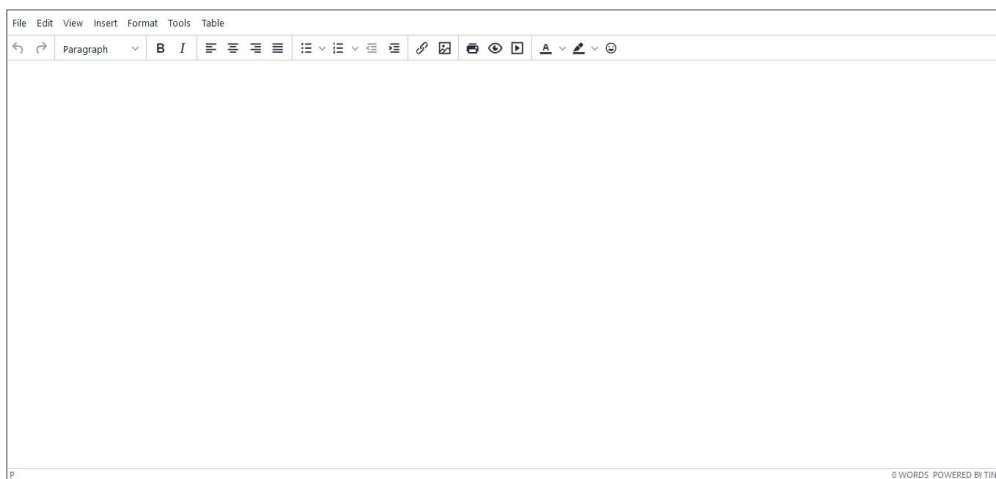 File Edit View Insert Format Tools Table
Paragraph B I A
P 0 WORDS POWERED BY TIN